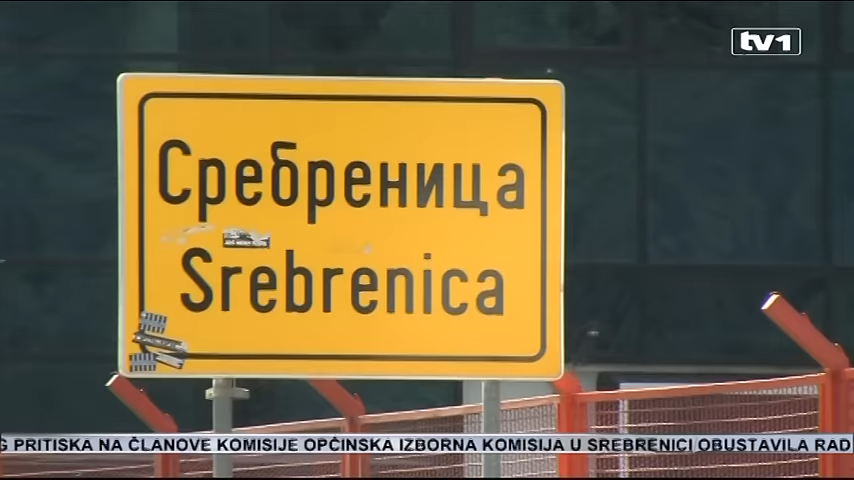 tv1
Сребреница
Srebrenica
G PRITISKA NA ČLANOVE KOMISIJE OPĆINSKA IZBORNA KOMISIJA U SREBRENICI OBUSTAVILA RAD